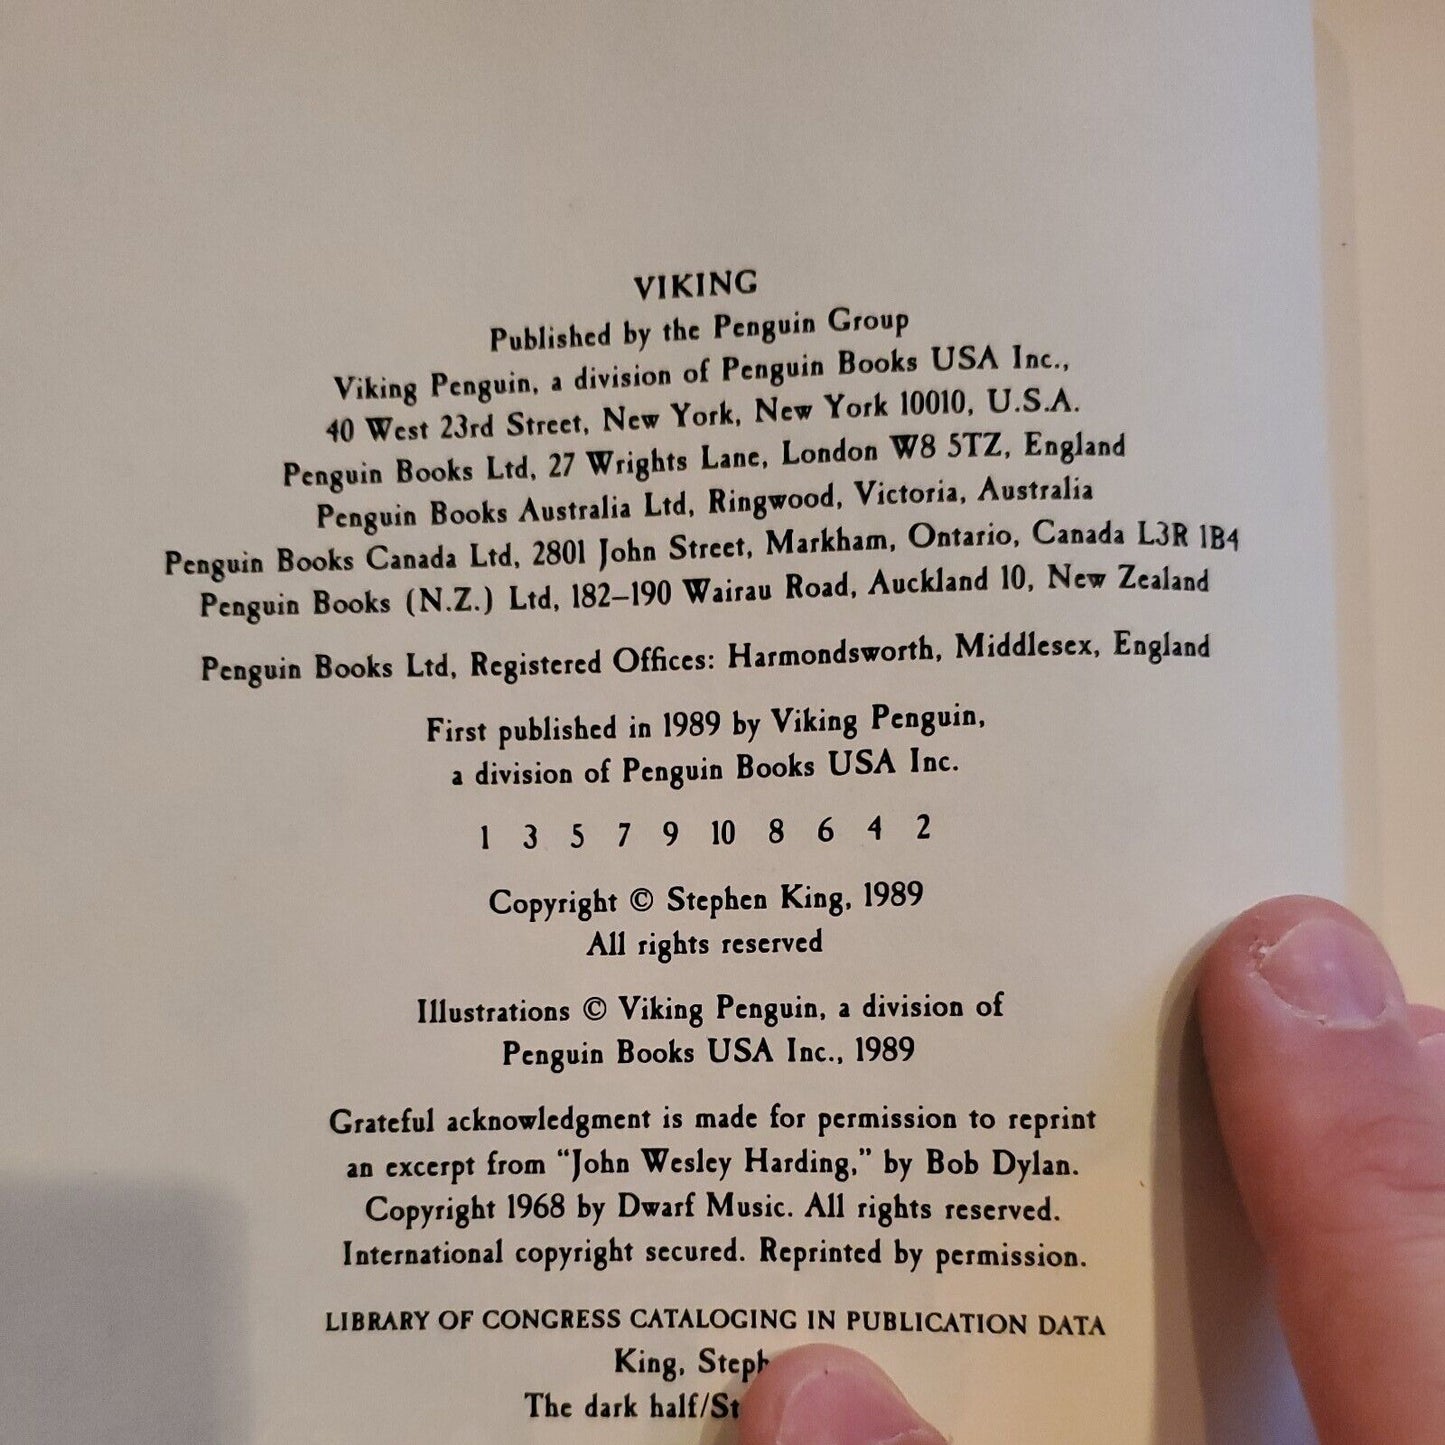 VIKING
Published by the Penguin Group
Viking Penguin, a division of Penguin Books USA Inc.,
40 West 23rd Street, New York, New York 10010, U.S.A.
Penguin Books Ltd, 27 Wrights Lane, London W8 5TZ, England
Penguin Books Australia Ltd, Ringwood, Victoria, Australia
Penguin Books Canada Ltd, 2801 John Street, Markham, Ontario, Canada L3R 1B4
Penguin Books (N.Z.) Ltd, 182–190 Wairau Road, Auckland 10, New Zealand
Penguin Books Ltd, Registered Offices: Harmondsworth, Middlesex, England
First published in 1989 by Viking Penguin,
a division of Penguin Books USA Inc.
1 3 5 7 9 10 8 6 4 2
Copyright © Stephen King, 1989
All rights reserved
Illustrations © Viking Penguin, a division of
Penguin Books USA Inc., 1989
Grateful acknowledgment is made for permission to reprint
an excerpt from “John Wesley Harding,” by Bob Dylan.
Copyright 1968 by Dwarf Music. All rights reserved.
International copyright secured. Reprinted by permission.
LIBRARY OF CONGRESS CATALOGING IN PUBLICATION DATA
King, Steph
The dark half/St